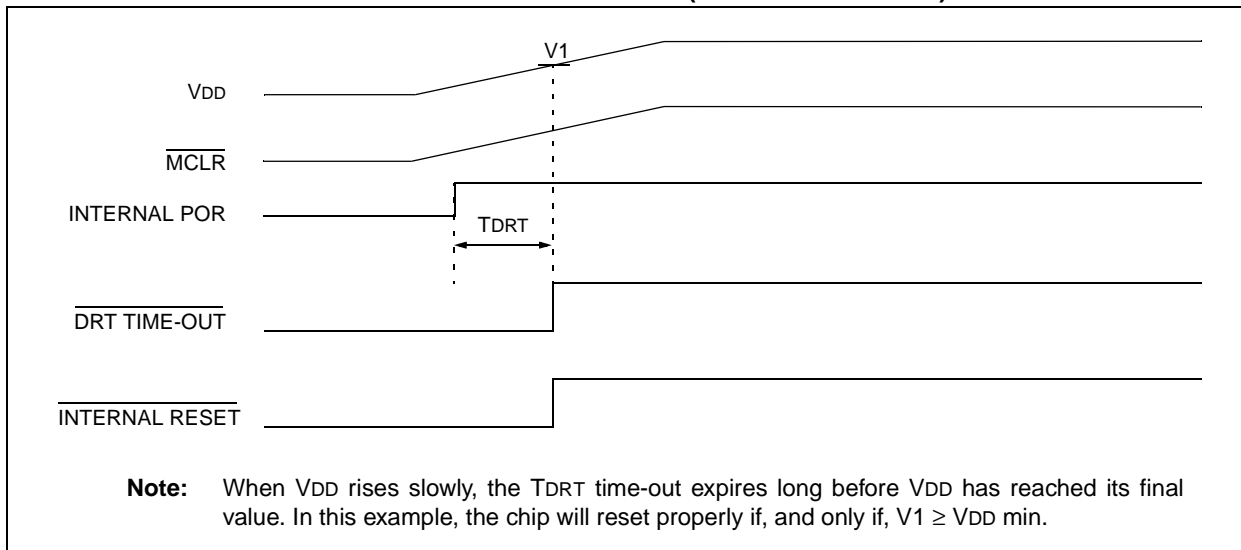 V1
VDD
MCLR
INTERNAL POR
TDRT
DRT TIME-OUT
INTERNAL RESET
Note: When VDD rises slowly, the TDRT time-out expires long before VDD has reached its final
value. In this example, the chip will reset properly if, and only if, V1 ≥ VDD min.